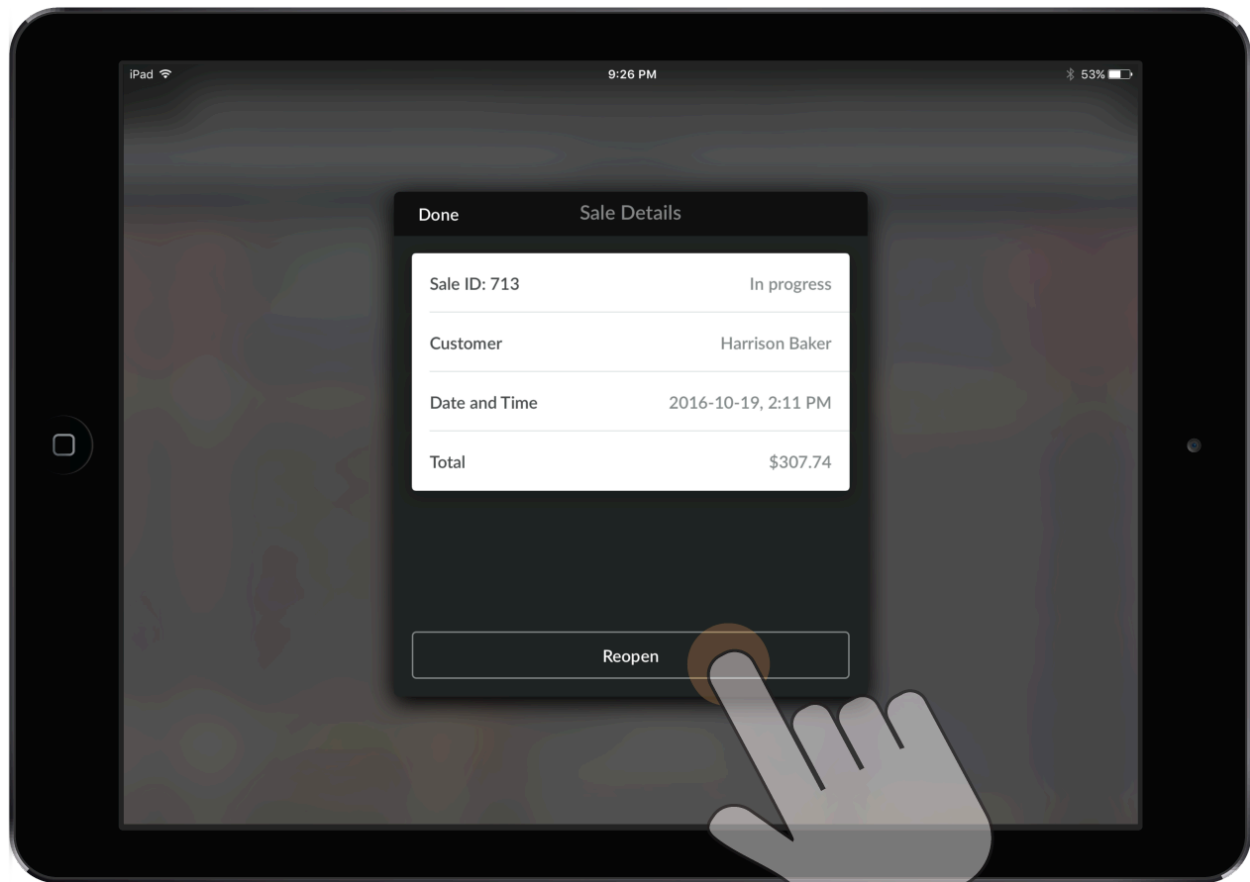 iPad 9:26 PM 53%
Done Sale Details
Sale ID: 713 In progress
Customer Harrison Baker
Date and Time 2016-10-19, 2:11 PM
Total $307.74
Reopen